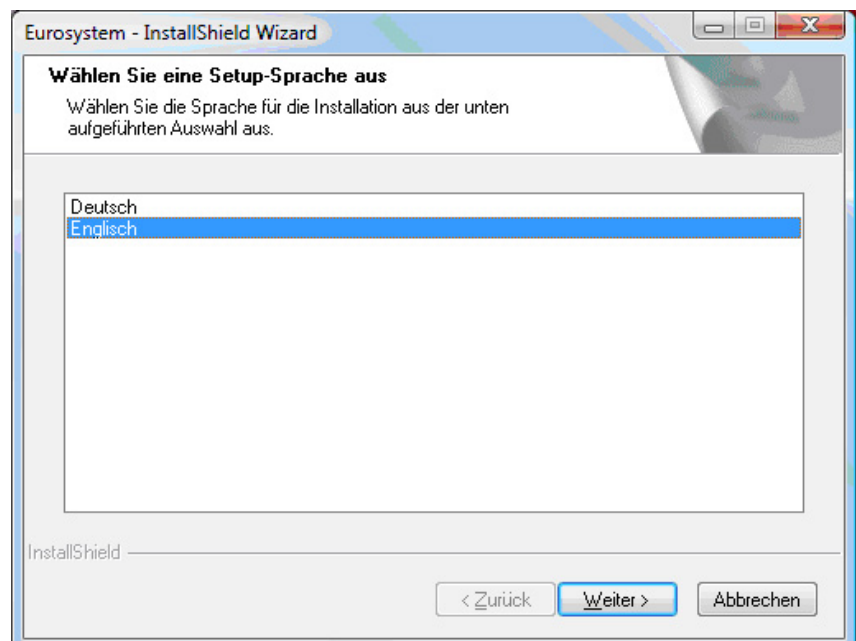 Eurosystem - InstallShield Wizard
Wählen Sie eine Setup-Sprache aus
Wählen Sie die Sprache für die Installation aus der unten
aufgeführten Auswahl aus.
Deutsch
Englisch
InstallShield
< Zurück Weiter > Abbrechen